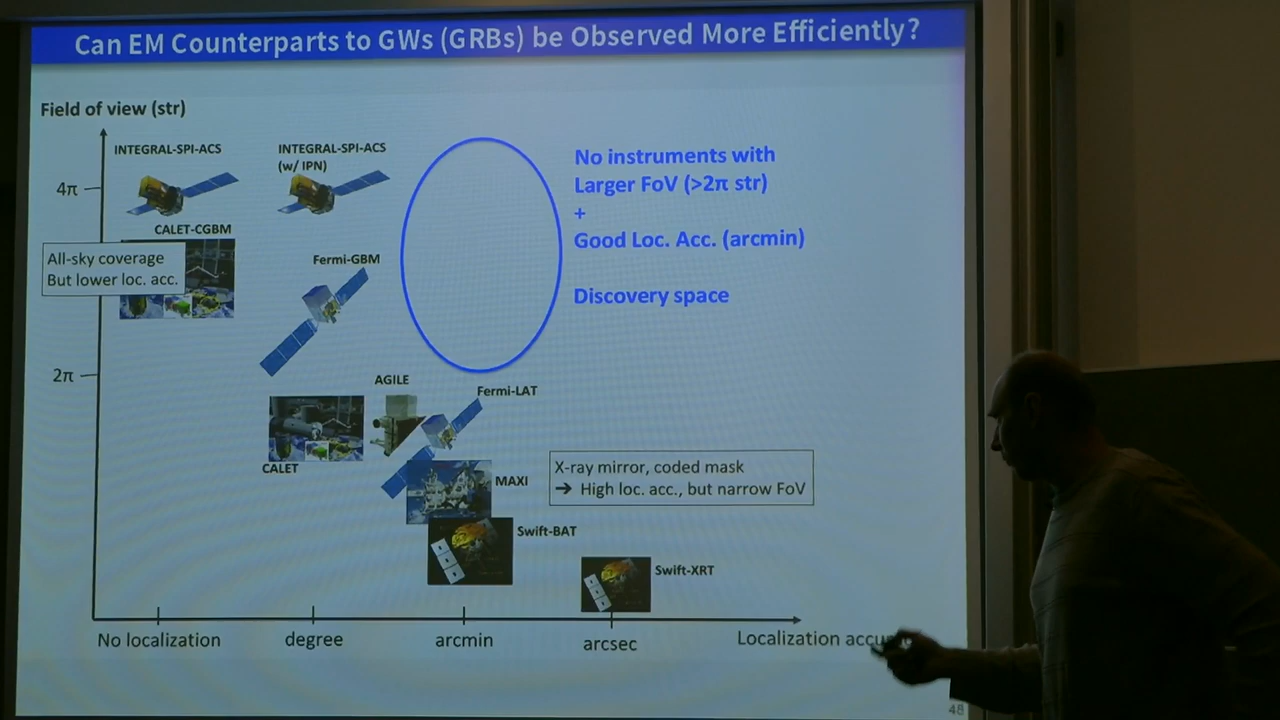 Can EM Counterparts to GWs (GRBs) be Observed More Efficiently?
Field of view (str)
INTEGRAL-SPI-ACS
INTEGRAL-SPI-ACS
(w/ IPN)
4π
CALET-CGBM
All-sky coverage
But lower loc. acc.
Fermi-GBM
No instruments with
Larger FoV (>2π str)
+
Good Loc. Acc. (arcmin)
Discovery space
2π
AGILE
Fermi-LAT
CALET
MAXI
X-ray mirror, coded mask
→ High loc. acc., but narrow FoV
Swift-BAT
Swift-XRT
No localization
degree
arcmin
arcsec
Localization
48